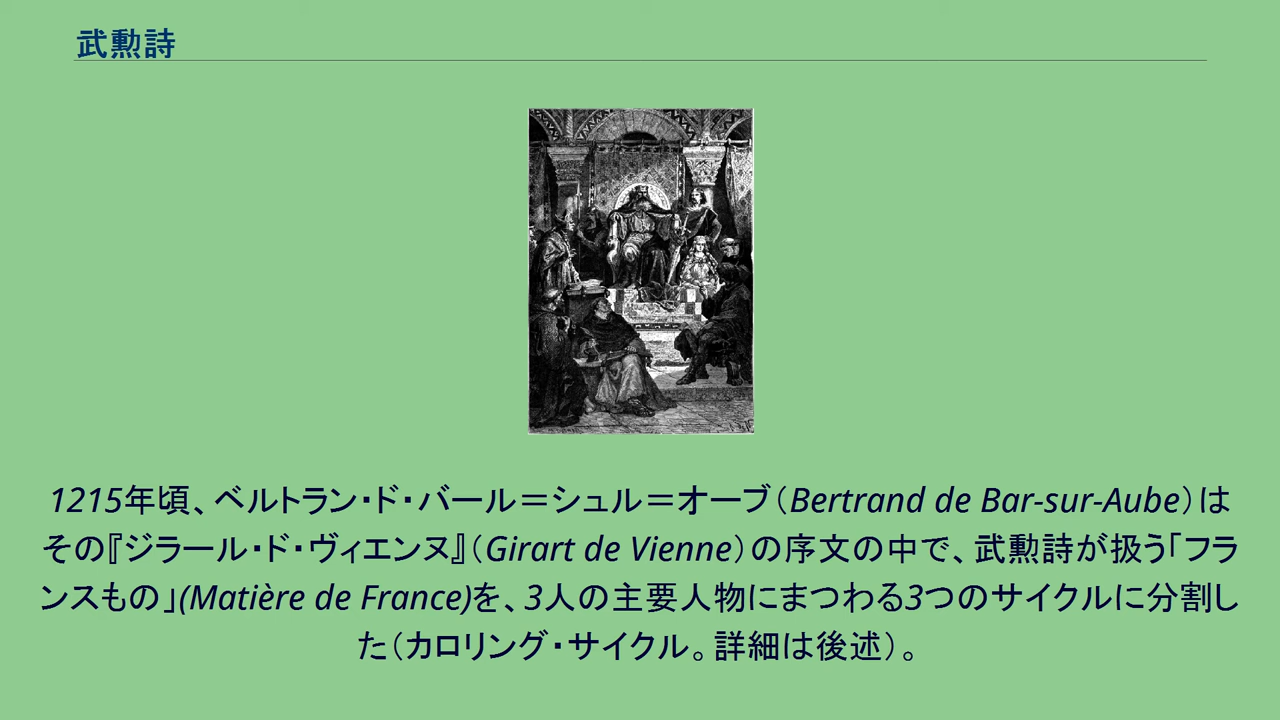 武勲詩
1215年頃、ベルトラン・ド・バール＝シュル＝オーブ（Bertrand de Bar-sur-Aube）は
その『ジラール・ド・ヴィエンヌ』（Girart de Vienne）の序文の中で、武勲詩が扱う「フラ
ンスもの」(Matière de France)を、3人の主要人物にまつわる3つのサイクルに分割し
た（カロリング・サイクル。詳細は後述）。